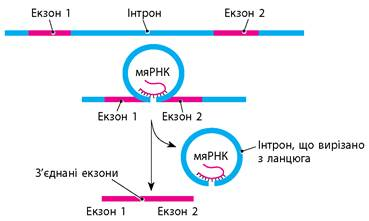 Екзон 1 Інтрон Екзон 2
мяРНК
Екзон 1 Екзон 2
мяРНК
Інтрон, що вирізано
з ланцюга
З’єднані екзони
Екзон 1 Екзон 2